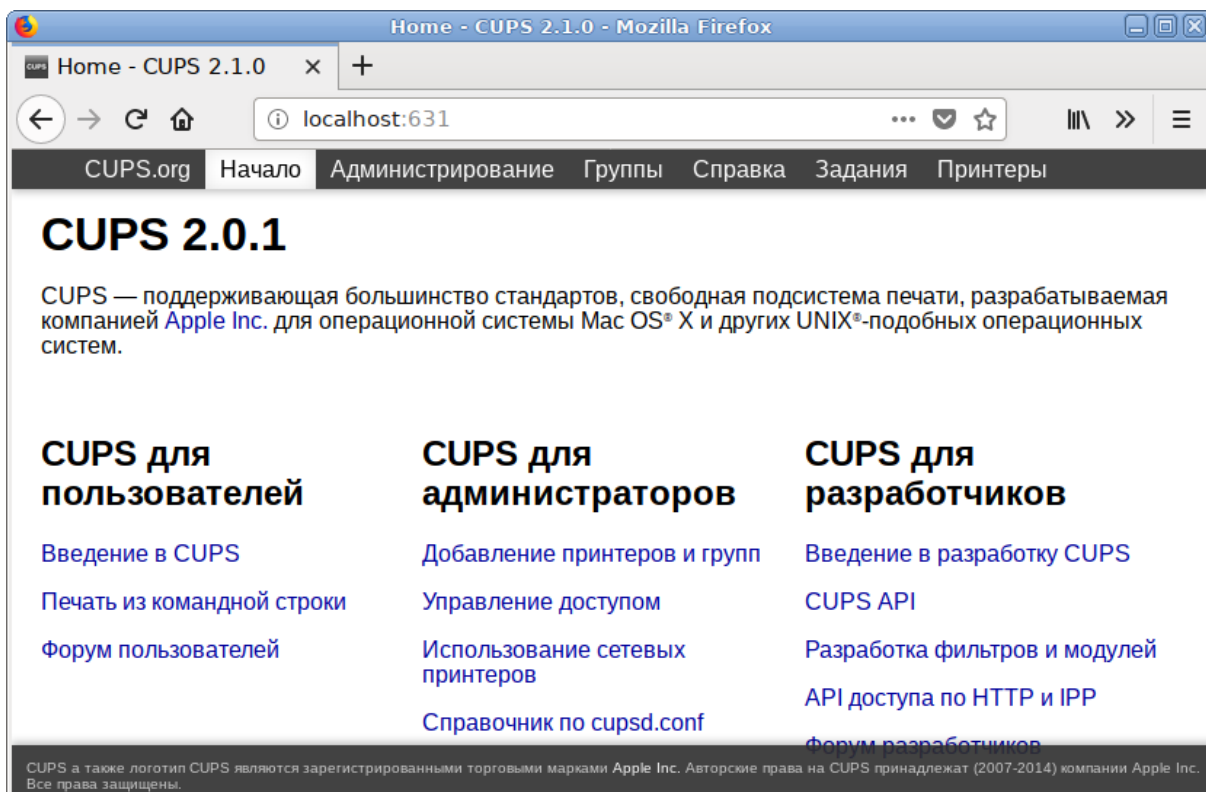 Home - CUPS 2.1.0 - Mozilla Firefox
CUPS Home - CUPS 2.1.0
localhost:631
CUPS.org Начало Администрирование Группы Справка Задания Принтеры
CUPS 2.0.1
CUPS — поддерживающая большинство стандартов, свободная подсистема печати, разрабатываемая
компанией Apple Inc. для операционной системы Mac OS® X и других UNIX®-подобных операционных
систем.
CUPS для
пользователей
Введение в CUPS
Печать из командной строки
Форум пользователей
CUPS для
администраторов
Добавление принтеров и групп
Управление доступом
Использование сетевых
принтеров
Справочник по cupsd.conf
CUPS для
разработчиков
Введение в разработку CUPS
CUPS API
Разработка фильтров и модулей
API доступа по HTTP и IPP
Форум разработчиков
CUPS а также логотип CUPS являются зарегистрированными торговыми марками Apple Inc. Авторские права на CUPS принадлежат (2007-2014) компании Apple Inc.
Все права защищены.